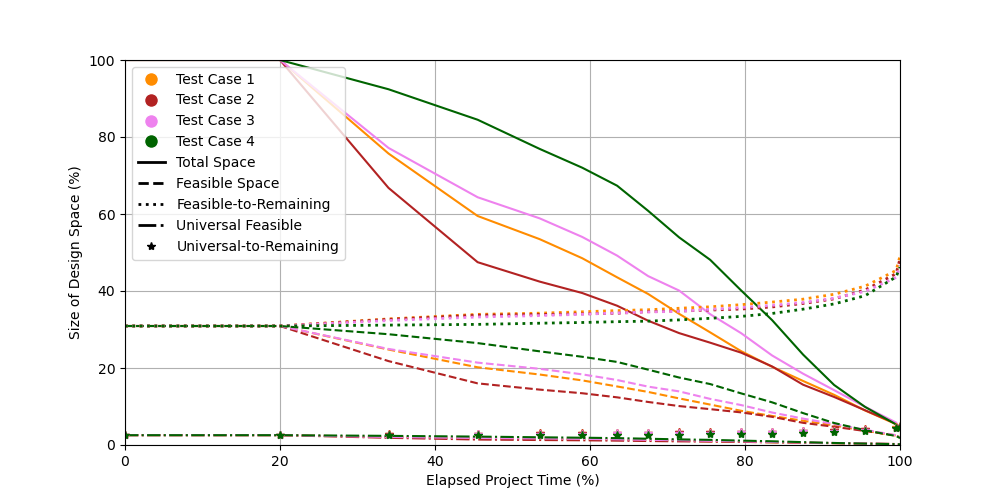 100
80
60
40
20
0
Size of Design Space (%)
Test Case 1
Test Case 2
Test Case 3
Test Case 4
Total Space
Feasible Space
Feasible-to-Remaining
Universal Feasible
Universal-to-Remaining
0 20 40 60 80 100
Elapsed Project Time (%)